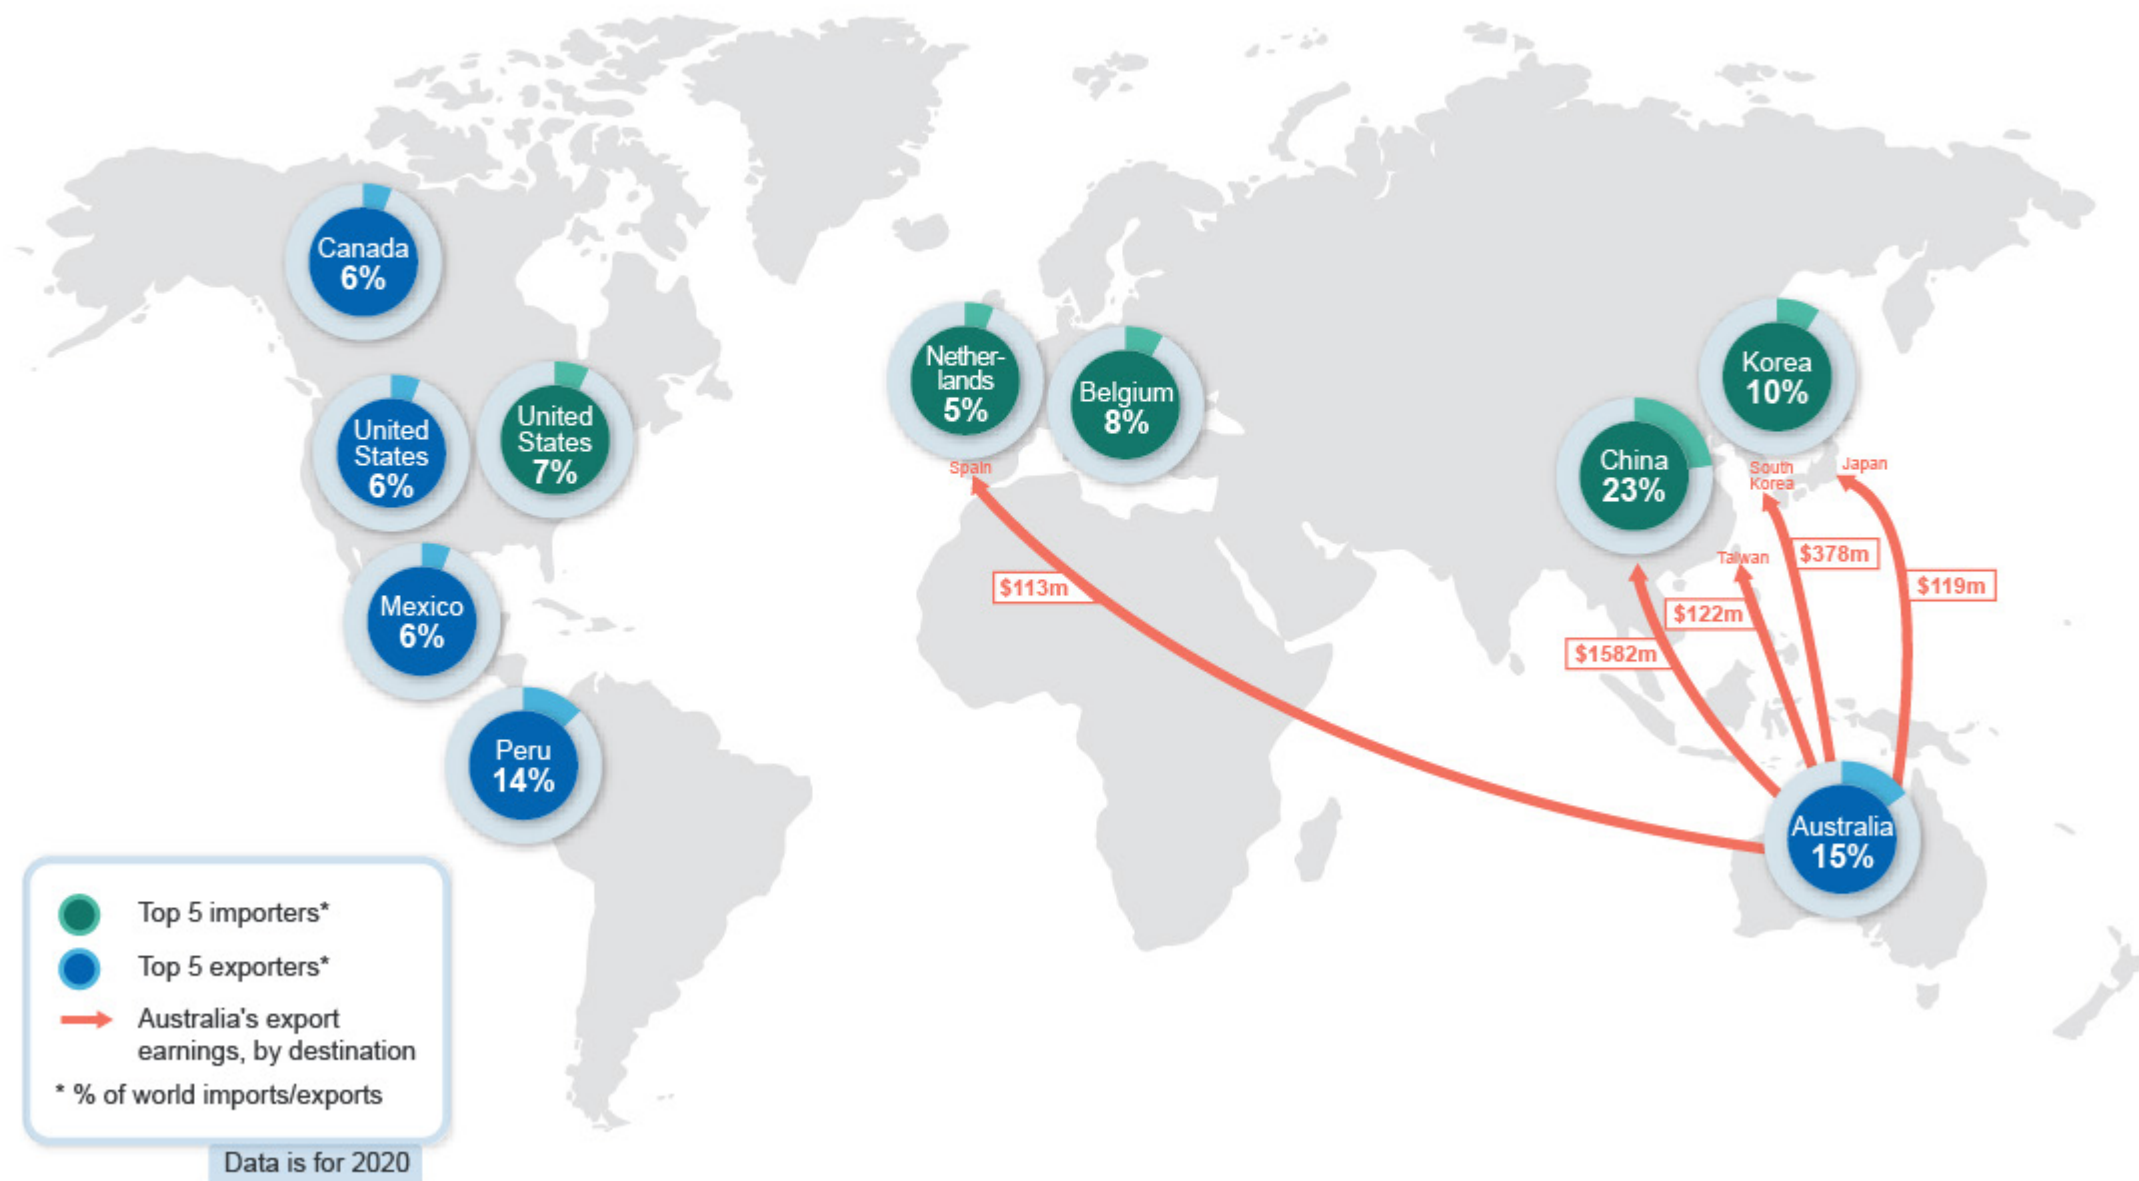 Canada
6%
United
States
6%
United
States
7%
Mexico
6%
Peru
14%
Nether-
lands
5%
Belgium
8%
Spain
$113m
China
23%
Korea
10%
South
Korea
Japan
Taiwan
$378m
$119m
$122m
$1582m
Australia
15%
Top 5 importers*
Top 5 exporters*
Australia's export
earnings, by destination
* % of world imports/exports
Data is for 2020